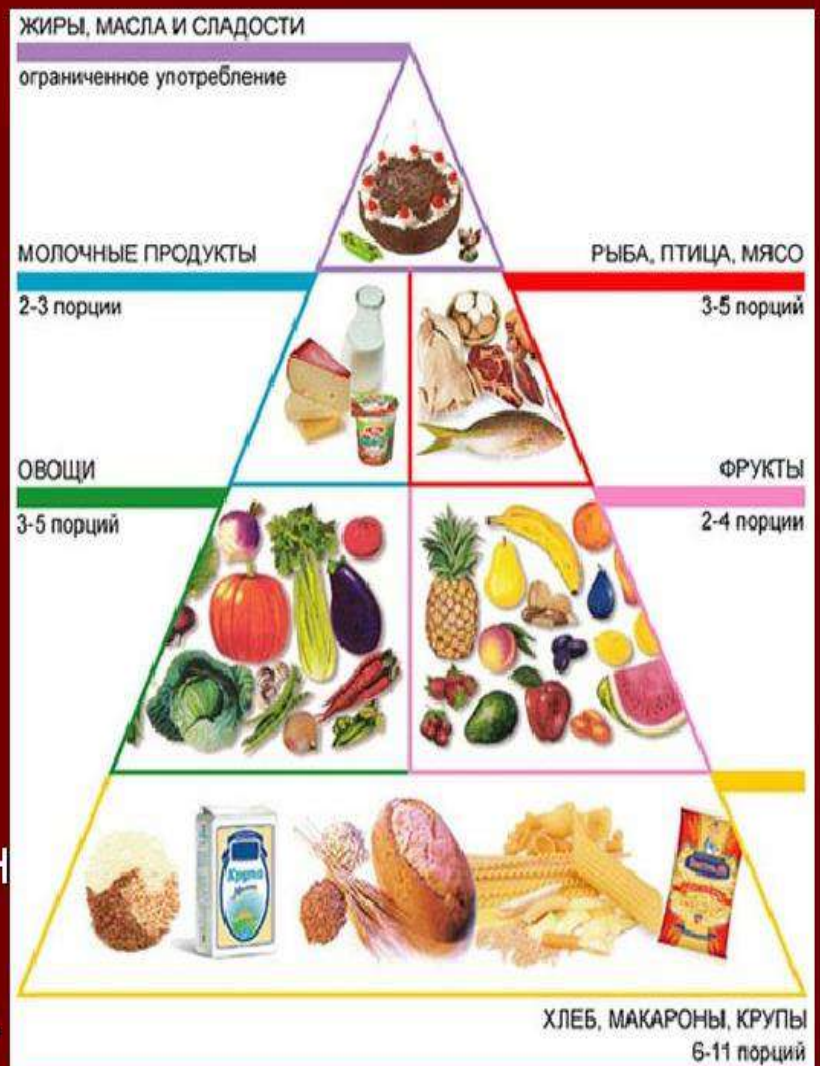 ЖИРЫ, МАСЛА И СЛАДОСТИ
ограниченное употребление
МОЛОЧНЫЕ ПРОДУКТЫ
2-3 порции
РЫБА, ПТИЦА, МЯСО
3-5 порций
ОВОЩИ
3-5 порций
ФРУКТЫ
2-4 порции
Крупа
ХЛЕБ, МАКАРОНЫ, КРУПЫ
6-11 порций